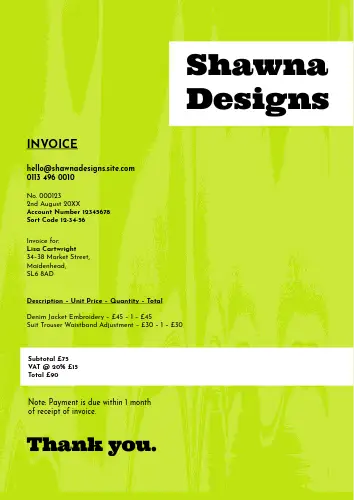 Shawna
Designs
INVOICE
hello@shawnadesigns.site.com
0113 496 0010
No. 000123
2nd August 20XX
Account Number 12345678
Sort Code 12-34-56
Invoice for:
Lisa Cartwright
34-38 Market Street,
Maidenhead,
SL6 8AD
Description - Unit Price - Quantity - Total
Denim Jacket Embroidery - £45 - 1 - £45
Suit Trouser Waistband Adjustment - £30 - 1 - £30
Subtotal £75
VAT @ 20% £15
Total £90
Note: Payment is due within 1 month
of receipt of invoice.
Thank you.